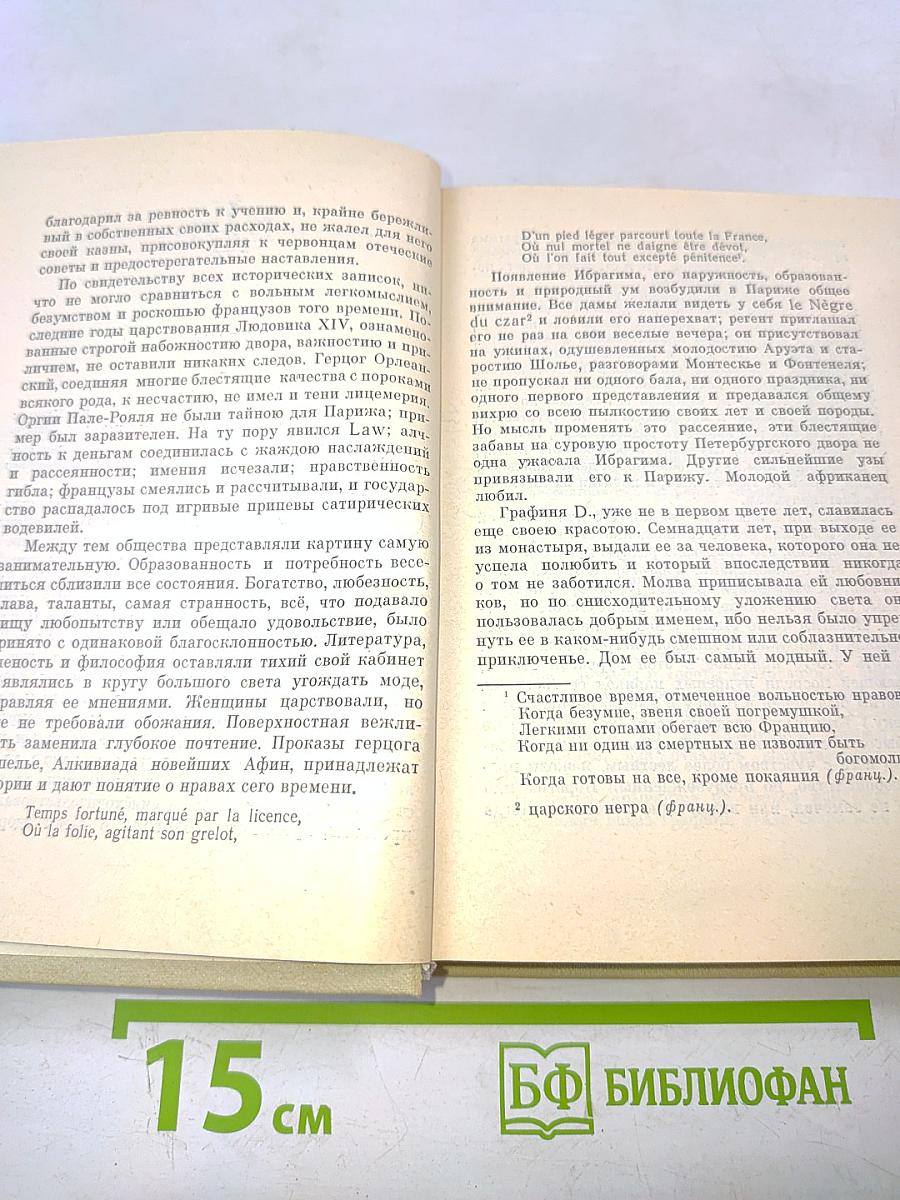 благодарил за ревность к учению и, крайне бережли-
вый в собственных своих расходах, не жалел для него
своей казны, присовокупляя к червонцам отеческие
советы и предостерегательные наставления.
По свидетельству всех исторических записок, ни-
что не могло сравниться с вольным легкомыслием,
безумством и роскошью французов того времени. По-
следние годы царствования Людовика XIV, ознамено-
ванные строгой набожностию двора, важностию и при-
личием, не оставили никаких следов. Герцог Орлеан-
ский, соединяя многие блестящие качества с пороками
всякого рода, к несчастию, не имел и тени лицемерия.
Оргии Пале-Рояля не были тайною для Парижа; при-
мер был заразителен. На ту пору явился Law; алч-
ность к деньгам соединилась с жаждою наслаждений
и рассеянности; имения исчезали; нравственность
гибла; французы смеялись и рассчитывали, и государ-
ство распадалось под игривые припевы сатирических
водевилей.
Между тем общества представляли картину самую
занимательную. Образованность и потребность весе-
литься сблизили все состояния. Богатство, любезность,
лава, таланты, самая странность, всё, что подавало
ищу любопытству или обещало удовольствие, было
ринято с одинаковой благосклонностью. Литература,
еность и философия оставляли тихий свой кабинет
являлись в кругу большого света угождать моде,
равляя ее мнениями. Женщины царствовали, но
е не требовали обожания. Поверхностная вежли-
ть заменила глубокое почтение. Проказы герцога
шелье, Алкивиада новейших Афин, принадлежат
ории и дают понятие о нравах сего времени.
Temps fortuné, marqué par la licence,
Où la folie, agitant son grelot,
D'un pied léger parcourt toute la France,
Où nul mortel ne daigne être dévot,
Où l'on fait tout excepté pénitence¹.
Появление Ибрагима, его наружность, образован-
ность и природный ум возбудили в Париже общее
внимание. Все дамы желали видеть у себя le Nègre
du czar² и ловили его наперехват; регент приглашал
его не раз на свои веселые вечера; он присутствовал
на ужинах, одушевленных молодостию Аруэта и ста-
ростию Шолье, разговорами Монтескье и Фонтенеля;
не пропускал ни одного бала, ни одного праздника, ни
одного первого представления и предавался общему
вихрю со всею пылкостию своих лет и своей породы.
Но мысль променять это рассеяние, эти блестящие
забавы на суровую простоту Петербургского двора не
одна ужасала Ибрагима. Другие сильнейшие узы
привязывали его к Парижу. Молодой африканец
любил.
Графиня D., уже не в первом цвете лет, славилась
еще своею красотою. Семнадцати лет, при выходе ее
из монастыря, выдали ее за человека, которого она не
успела полюбить и который впоследствии никогда
о том не заботился. Молва приписывала ей любовни-
ков, но по снисходительному уложению света он
пользовалась добрым именем, ибо нельзя было упре
нуть ее в каком-нибудь смешном или соблазнительно
приключенье. Дом ее был самый модный. У ней
¹ Счастливое время, отмеченное вольностью нравов
Когда безумие, звеня своей погремушкой,
Легкими стопами обегает всю Францию,
Когда ни один из смертных не изволит быть
богомоль
Когда готовы на все, кроме покаяния (франц.).
² царского негра (франц.).
15 см
БФ БИБЛИОФАН